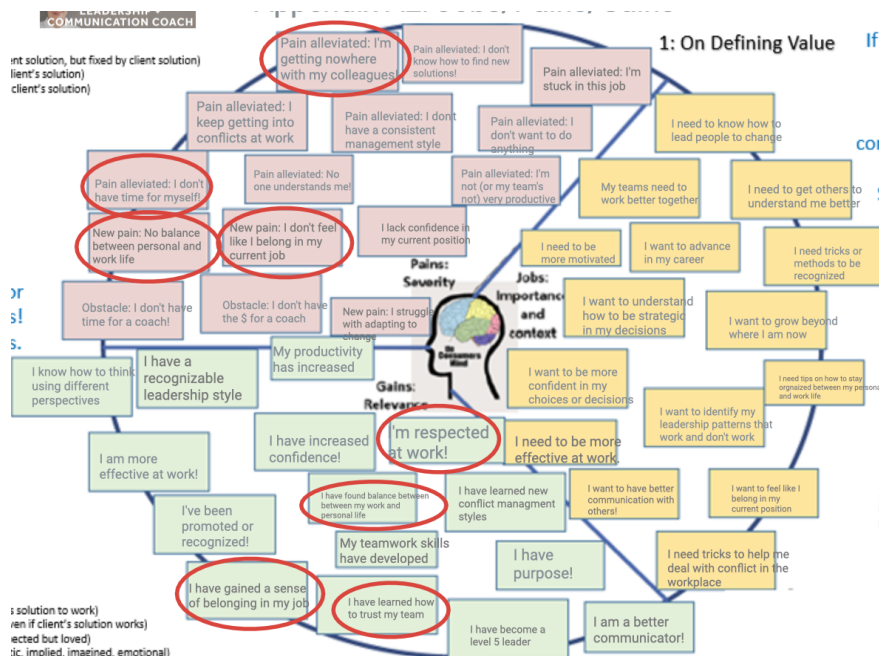 COMMUNICATION COACH
1: On Defining Value
If
ent solution, but fixed by client solution)
lient's solution)
client's solution)
Pain alleviated: I'm
getting nowhere
with my colleagues!
Pain alleviated: I don't
know how to find new
solutions!
Pain alleviated: I'm
stuck in this job
Pain alleviated: I
keep getting into
conflicts at work
Pain alleviated: I dont
have a consistent
management style
Pain alleviated: I
don't want to do
anything
Pain alleviated: I don't
have time for myself!
Pain alleviated: No
one understands me!
Pain alleviated: I'm
not (or my team's
not) very productive
New pain: No balance
between personal and
work life
New pain: I don't feel
like I belong in my
current job
I lack confidence in
my current position
Obstacle: I don't have
time for a coach!
Obstacle: I don't have
the $ for a coach
New pain: I struggle
with adapting to
change
Pains:
Severity
Jobs:
Importance
and
context
Gains:
Relevance
I need to know how to
lead people to change
My teams need to
work better together
I need to get others to
understand me better
I need to be
more motivated
I want to advance
in my career
I need tricks or
methods to be
recognized
I want to understand
how to be strategic
in my decisions
I want to grow beyond
where I am now
I want to be more
confident in my
choices or decisions
I need tips on how to stay
orgnaized between my personal
and work life
I want to identify my
leadership patterns that
work and don't work
I need to be more
effective at work.
I want to have better
communication with
others!
I want to feel like I
belong in my
current position
I need tricks to help me
deal with conflict in the
workplace
I know how to think
using different
perspectives
I have a
recognizable
leadership style
My productivity
has increased
I am more
effective at work!
I have increased
confidence!
I'm respected
at work!
I have found balance between
between my work and
personal life
I have learned new
conflict managment
styles
I've been
promoted or
recognized!
My teamwork skills
have developed
I have
purpose!
I have gained a sense
of belonging in my job
I have learned how
to trust my team
I have become a
level 5 leader
I am a better
communicator!
or
s!
s.
s solution to work)
ven if client's solution works)
pected but loved)
tic, implied, imagined, emotional)